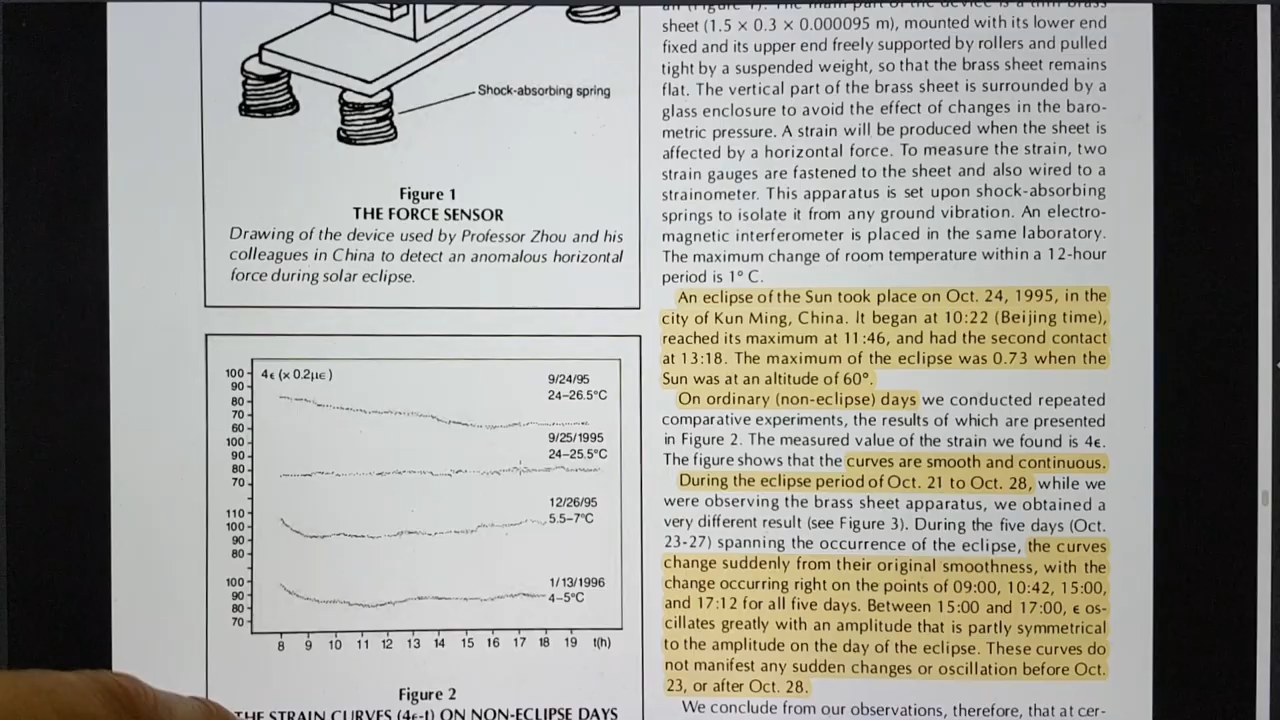 Shock-absorbing spring
Figure 1
THE FORCE SENSOR
Drawing of the device used by Professor Zhou and his
colleagues in China to detect an anomalous horizontal
force during solar eclipse.
100
90
80
70
60
100
90
80
70
110
100
90
80
100
90
80
70
4ϵ (x 0.2μϵ)
9/24/95
24–26.5°C
9/25/1995
24–25.5°C
12/26/95
5.5–7°C
1/13/1996
4–5°C
8 9 10 11 12 13 14 15 16 17 18 19 t(h)
Figure 2
THE STRAIN CURVES (4ϵ-t) ON NON-ECLIPSE DAYS
an (Figure 1). The main part of the device is a thin brass
sheet (1.5 × 0.3 × 0.000095 m), mounted with its lower end
fixed and its upper end freely supported by rollers and pulled
tight by a suspended weight, so that the brass sheet remains
flat. The vertical part of the brass sheet is surrounded by a
glass enclosure to avoid the effect of changes in the baro-
metric pressure. A strain will be produced when the sheet is
affected by a horizontal force. To measure the strain, two
strain gauges are fastened to the sheet and also wired to a
strainometer. This apparatus is set upon shock-absorbing
springs to isolate it from any ground vibration. An electro-
magnetic interferometer is placed in the same laboratory.
The maximum change of room temperature within a 12-hour
period is 1° C.
An eclipse of the Sun took place on Oct. 24, 1995, in the
city of Kun Ming, China. It began at 10:22 (Beijing time),
reached its maximum at 11:46, and had the second contact
at 13:18. The maximum of the eclipse was 0.73 when the
Sun was at an altitude of 60°.
On ordinary (non-eclipse) days we conducted repeated
comparative experiments, the results of which are presented
in Figure 2. The measured value of the strain we found is 4ϵ.
The figure shows that the curves are smooth and continuous.
During the eclipse period of Oct. 21 to Oct. 28, while we
were observing the brass sheet apparatus, we obtained a
very different result (see Figure 3). During the five days (Oct.
23-27) spanning the occurrence of the eclipse, the curves
change suddenly from their original smoothness, with the
change occurring right on the points of 09:00, 10:42, 15:00,
and 17:12 for all five days. Between 15:00 and 17:00, ϵ os-
cillates greatly with an amplitude that is partly symmetrical
to the amplitude on the day of the eclipse. These curves do
not manifest any sudden changes or oscillation before Oct.
23, or after Oct. 28.
We conclude from our observations, therefore, that at cer-